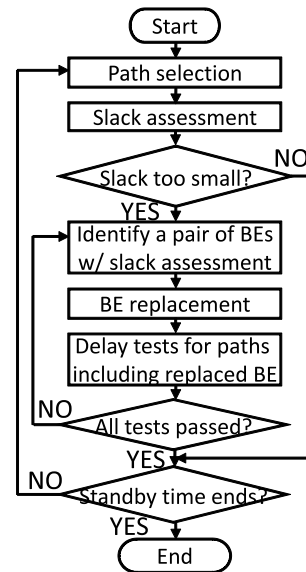 Start
Path selection
Slack assessment
Slack too small?
NO
YES
Identify a pair of BEs
w/ slack assessment
BE replacement
Delay tests for paths
including replaced BE
NO
All tests passed?
YES
NO
Standby time ends?
YES
End